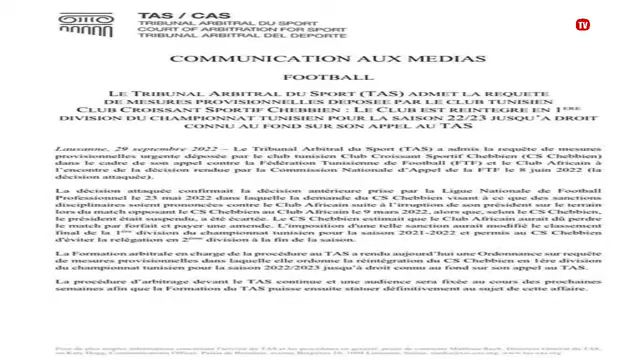 TAS / CAS
TRIBUNAL ARBITRAL DU SPORT
COURT OF ARBITRATION FOR SPORT
TRIBUNAL ARBITRAL DEL DEPORTE
TV
COMMUNICATION AUX MEDIAS
FOOTBALL
LE TRIBUNAL ARBITRAL DU SPORT (TAS) ADMET LA REQUETE
DE MESURES PROVISIONNELLES DEPOSEE PAR LE CLUB TUNISIEN
CLUB CROISSANT SPORTIF CHEBBIEN : LE CLUB EST REINTEGRE EN 1ERE
DIVISION DU CHAMPIONNAT TUNISIEN POUR LA SAISON 22/23 JUSQU'A DROIT
CONNU AU FOND SUR SON APPEL AU TAS
Lausanne, 29 septembre 2022 – Le Tribunal Arbitral du Sport (TAS) a admis la requête de mesures
provisionnelles urgente déposée par le club tunisien Club Croissant Sportif Chebbien (CS Chebbien)
dans le cadre de son appel contre la Fédération Tunisienne de Football (FTF) et le Club Africain à
l'encontre de la décision rendue par la Commission Nationale d'Appel de la FTF le 8 juin 2022 (la
décision attaquée).
La décision attaquée confirmait la décision antérieure prise par la Ligue Nationale de Football
Professionnel le 23 mai 2022 dans laquelle la demande du CS Chebbien visant à ce que des sanctions
disciplinaires soient prononcées contre le Club Africain suite à l'irruption de son président sur le terrain
lors du match opposant le CS Chebbien au Club Africain le 9 mars 2022, alors que, selon le CS Chebbien,
le président était suspendu, a été écartée. Le CS Chebbien estimait que le Club Africain aurait dû perdre
le match par forfait et payer une amende. L'imposition d'une telle sanction aurait modifié le classement
final de la 1ère division du championnat tunisien pour la saison 2021-2022 et permis au CS Chebbien
d'éviter la relégation en 2ème division à la fin de la saison.
La Formation arbitrale en charge de la procédure au TAS a rendu aujourd'hui une Ordonnance sur requête
de mesures provisionnelles dans laquelle elle ordonne la réintégration du CS Chebbien en 1ère division
du championnat tunisien pour la saison 2022/2023 jusqu'à droit connu au fond sur son appel au TAS.
La procédure d'arbitrage devant le TAS continue et une audience sera fixée au cours des prochaines
semaines afin que la Formation du TAS puisse ensuite statuer définitivement au sujet de cette affaire.